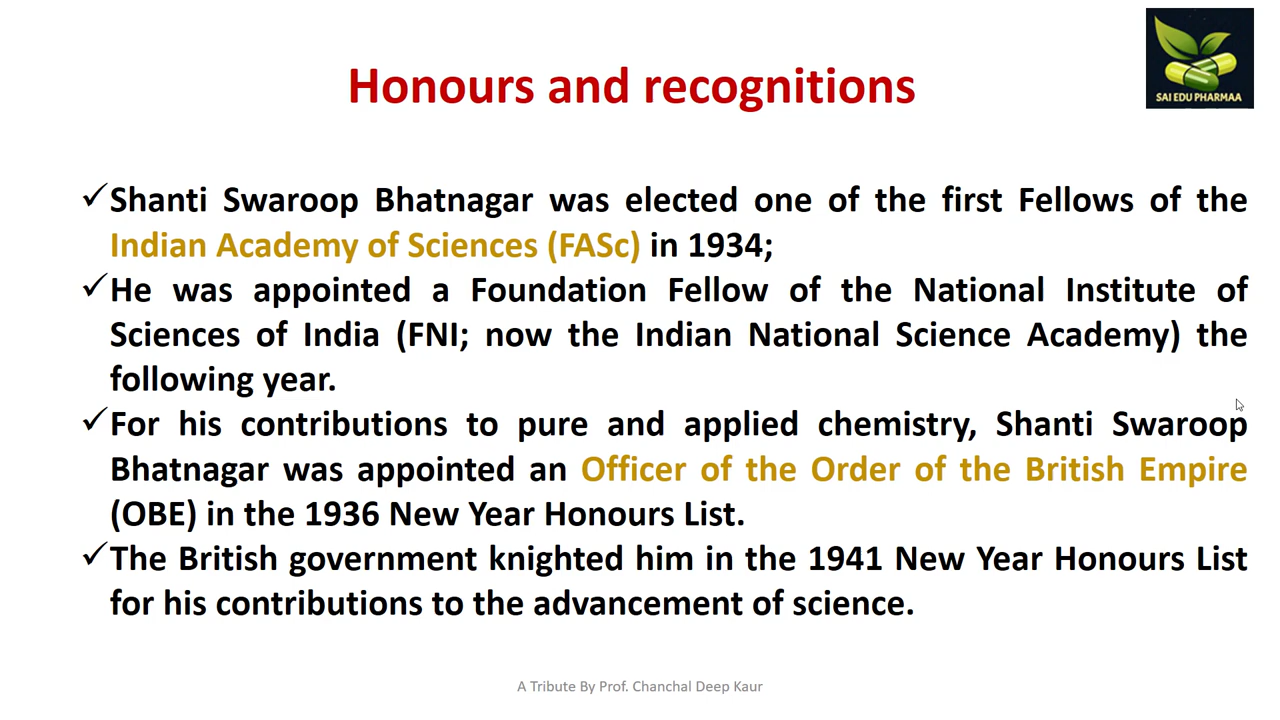 Honours and recognitions
SAI EDU PHARMAA
✓Shanti Swaroop Bhatnagar was elected one of the first Fellows of the
Indian Academy of Sciences (FASc) in 1934;
✓He was appointed a Foundation Fellow of the National Institute of
Sciences of India (FNI; now the Indian National Science Academy) the
following year.
✓For his contributions to pure and applied chemistry, Shanti Swaroop
Bhatnagar was appointed an Officer of the Order of the British Empire
(OBE) in the 1936 New Year Honours List.
✓The British government knighted him in the 1941 New Year Honours List
for his contributions to the advancement of science.
A Tribute By Prof. Chanchal Deep Kaur